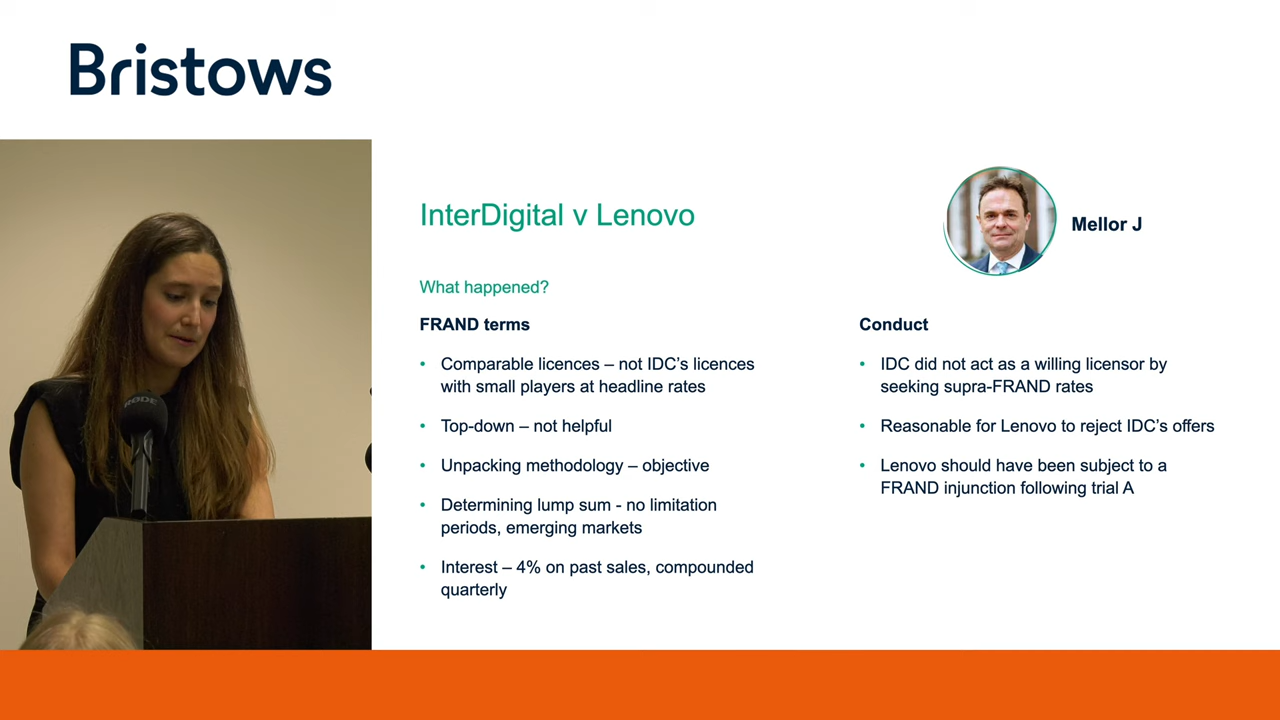 Bristows
InterDigital v Lenovo
Mellor J
What happened?
FRAND terms
• Comparable licences – not IDC's licences
with small players at headline rates
• Top-down – not helpful
• Unpacking methodology – objective
• Determining lump sum - no limitation
periods, emerging markets
• Interest – 4% on past sales, compounded
quarterly
Conduct
• IDC did not act as a willing licensor by
seeking supra-FRAND rates
• Reasonable for Lenovo to reject IDC's offers
• Lenovo should have been subject to a
FRAND injunction following trial A
RØDE